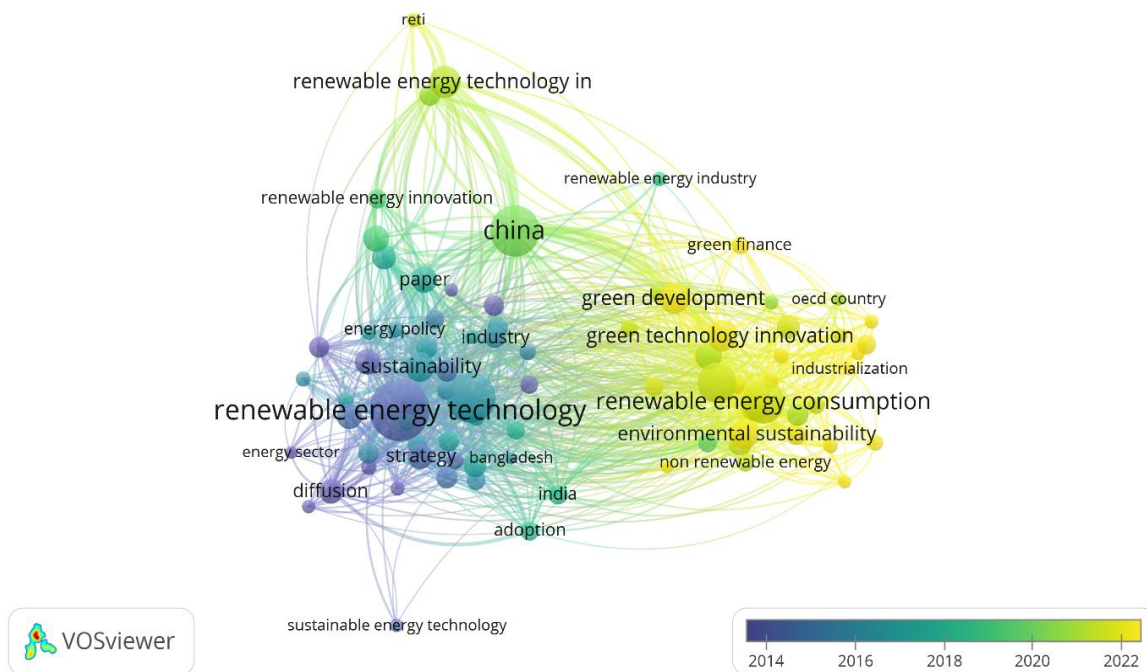 reti
renewable energy technology in
renewable energy industry
renewable energy innovation
china
green finance
paper
green development
oecd country
energy policy
industry
green technology innovation
sustainability
industrialization
renewable energy technology
renewable energy consumption
environmental sustainability
energy sector
strategy
bangladesh
non renewable energy
diffusion
india
adoption
sustainable energy technology
VOSviewer
2014 2016 2018 2020 2022